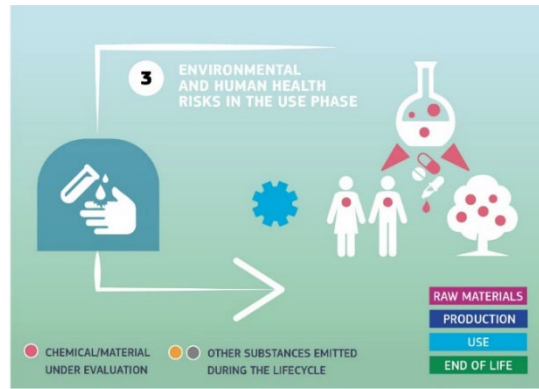 3
ENVIRONMENTAL
AND HUMAN HEALTH
RISKS IN THE USE PHASE
RAW MATERIALS
PRODUCTION
USE
END OF LIFE
CHEMICAL/MATERIAL
UNDER EVALUATION
OTHER SUBSTANCES EMITTED
DURING THE LIFECYCLE